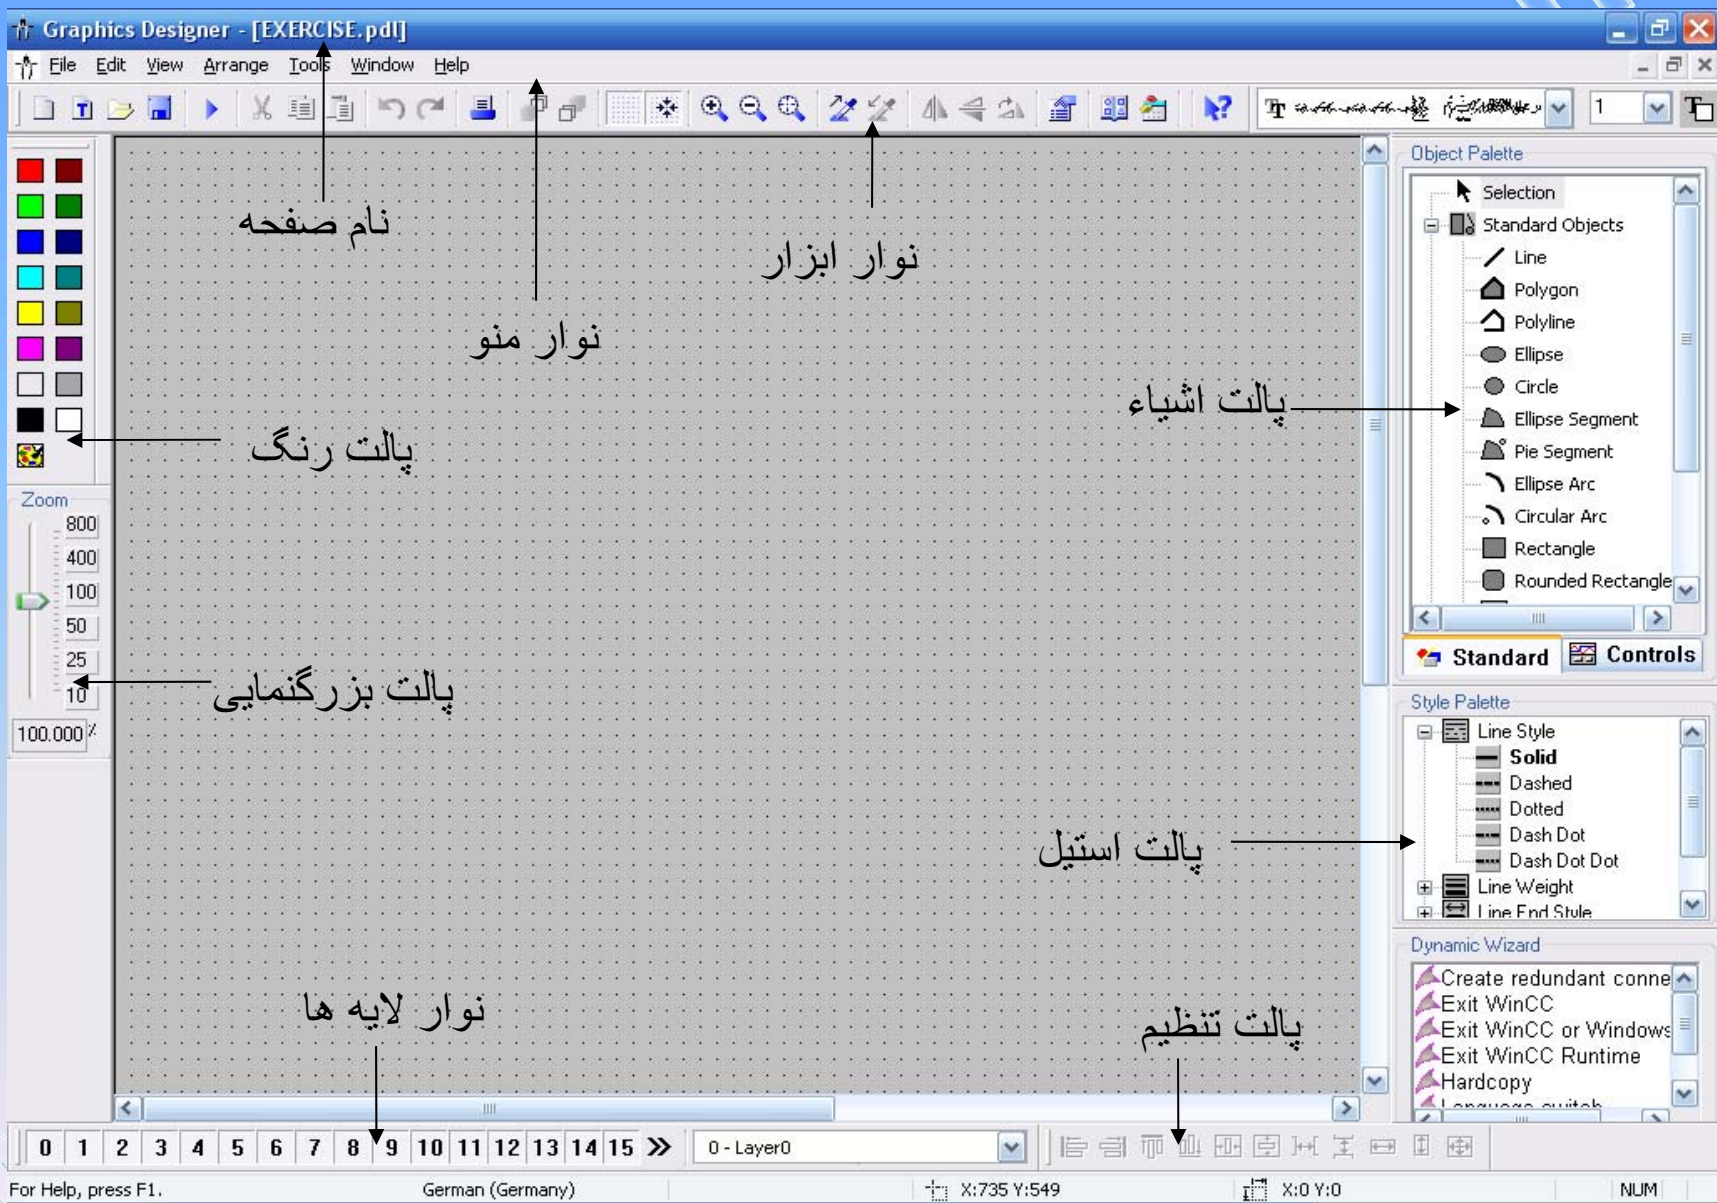 Graphics Designer - [EXERCISE.pdl]
File Edit View Arrange Tools Window Help
1
نام صفحه
نوار ابزار
نوار منو
پالت اشیاء
پالت رنگ
پالت بزرگنمایی
پالت استیل
نوار لایه ها
پالت تنظیم
Zoom
800
400
100
50
25
10
100.000 %
Object Palette
Selection
Standard Objects
Line
Polygon
Polyline
Ellipse
Circle
Ellipse Segment
Pie Segment
Ellipse Arc
Circular Arc
Rectangle
Rounded Rectangle
Standard Controls
Style Palette
Line Style
Solid
Dashed
Dotted
Dash Dot
Dash Dot Dot
Line Weight
Line End Style
Dynamic Wizard
Create redundant conne
Exit WinCC
Exit WinCC or Windows
Exit WinCC Runtime
Hardcopy
Language switch
0 1 2 3 4 5 6 7 8 9 10 11 12 13 14 15 0 - Layer0
For Help, press F1. German (Germany) X:735 Y:549 X:0 Y:0 NUM